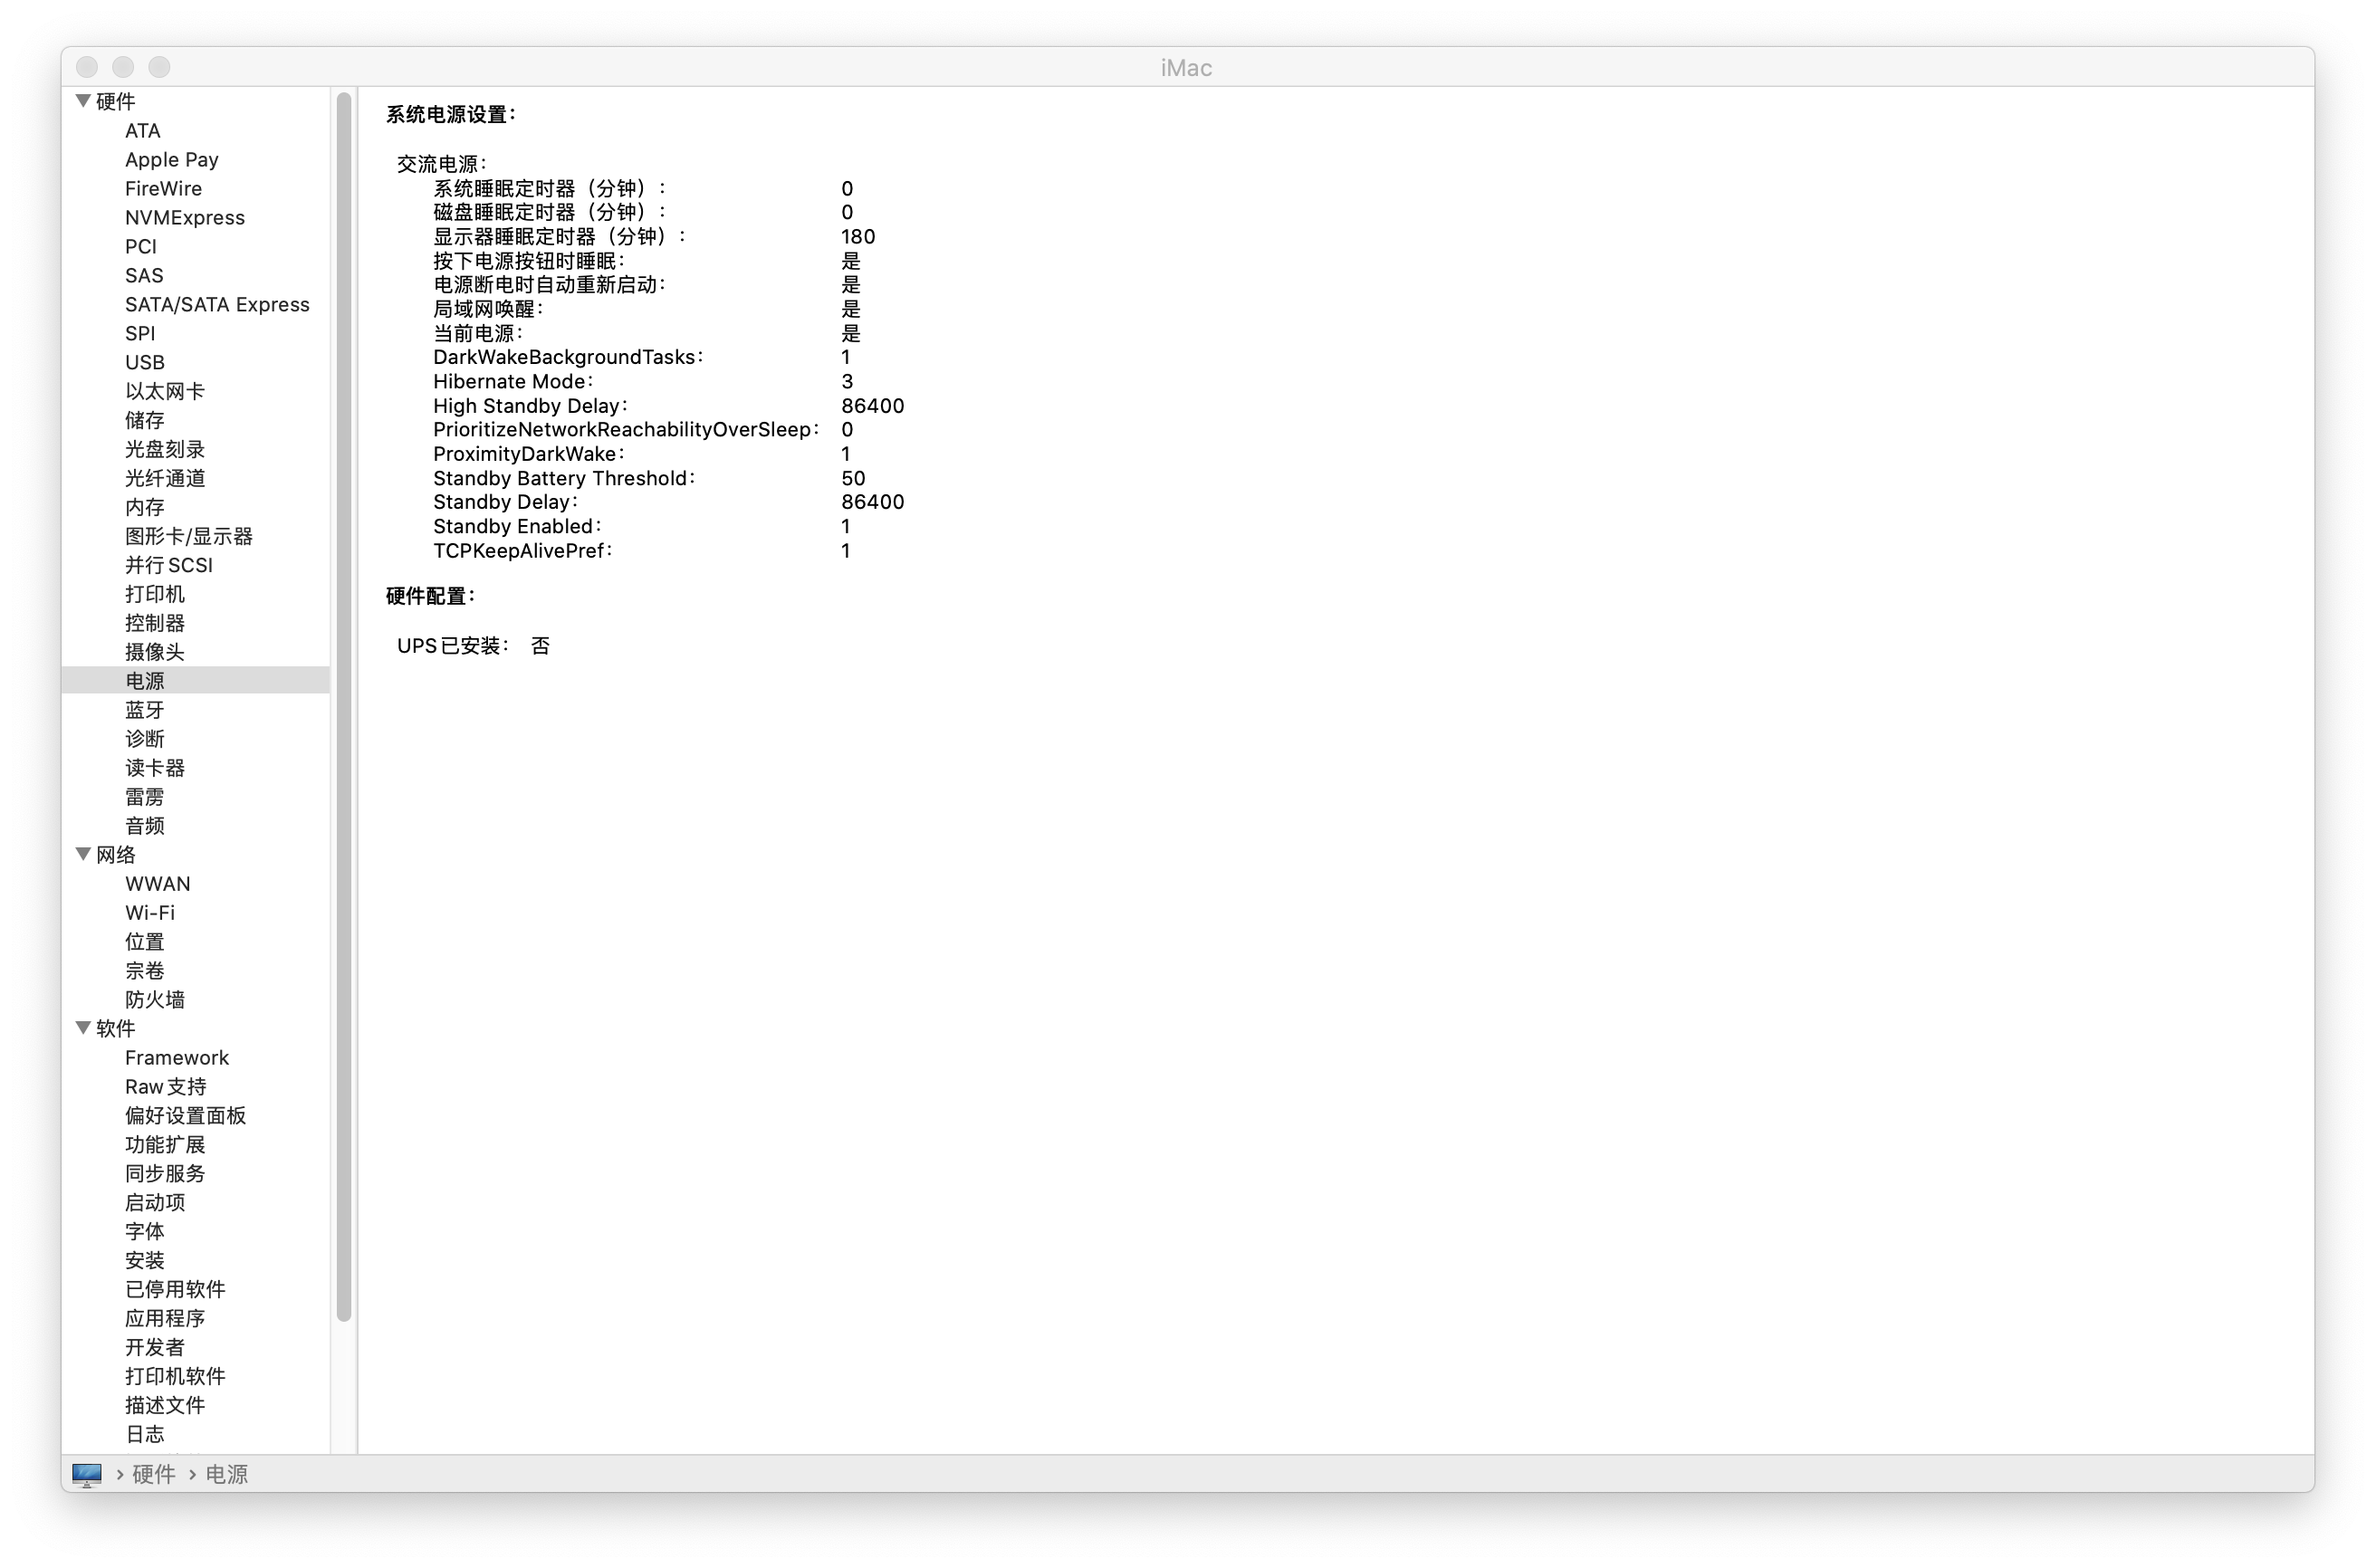 iMac
硬件
ATA
Apple Pay
FireWire
NVMExpress
PCI
SAS
SATA/SATA Express
SPI
USB
以太网卡
储存
光盘刻录
光纤通道
内存
图形卡/显示器
并行 SCSI
打印机
控制器
摄像头
电源
蓝牙
诊断
读卡器
雷雳
音频
网络
WWAN
Wi-Fi
位置
宗卷
防火墙
软件
Framework
Raw 支持
偏好设置面板
功能扩展
同步服务
启动项
字体
安装
已停用软件
应用程序
开发者
打印机软件
描述文件
日志
系统电源设置：
交流电源：
系统睡眠定时器（分钟）： 0
磁盘睡眠定时器（分钟）： 0
显示器睡眠定时器（分钟）： 180
按下电源按钮时睡眠： 是
电源断电时自动重新启动： 是
局域网唤醒： 是
当前电源： 是
DarkWakeBackgroundTasks： 1
Hibernate Mode： 3
High Standby Delay： 86400
PrioritizeNetworkReachabilityOverSleep： 0
ProximityDarkWake： 1
Standby Battery Threshold： 50
Standby Delay： 86400
Standby Enabled： 1
TCPKeepAlivePref： 1
硬件配置：
UPS 已安装： 否
› 硬件 › 电源